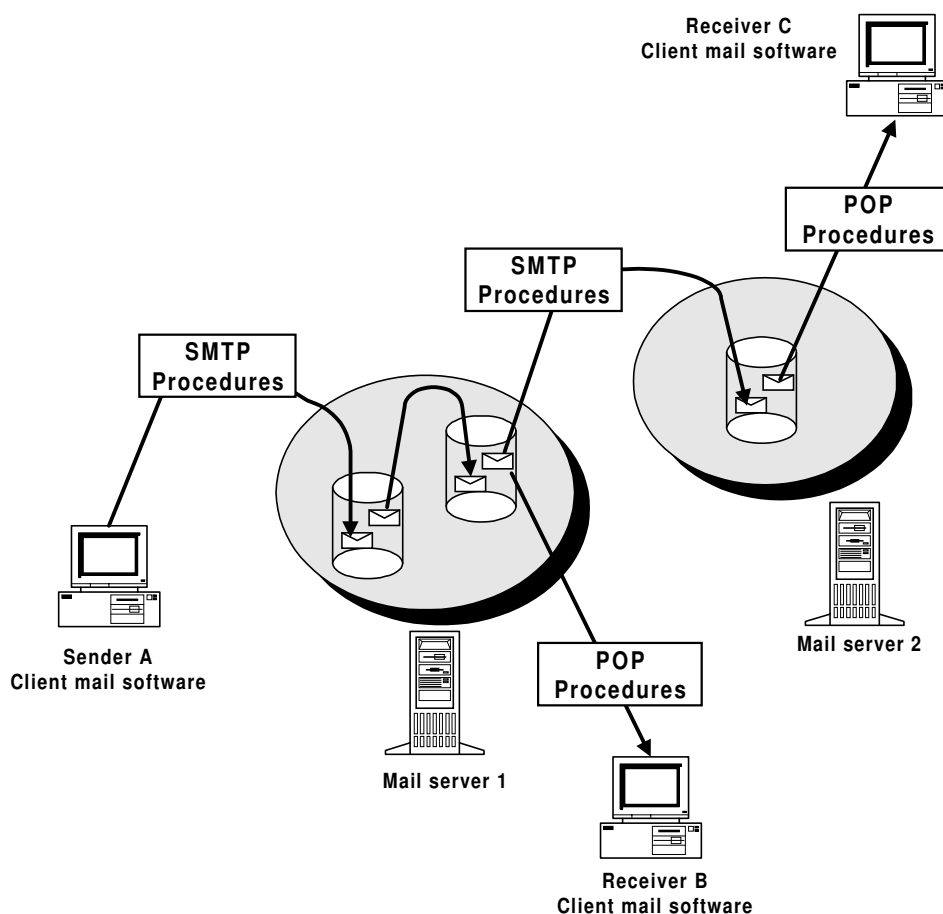 Receiver C
Client mail software
POP
Procedures
SMTP
Procedures
SMTP
Procedures
Mail server 2
Sender A
Client mail software
POP
Procedures
Mail server 1
Receiver B
Client mail software